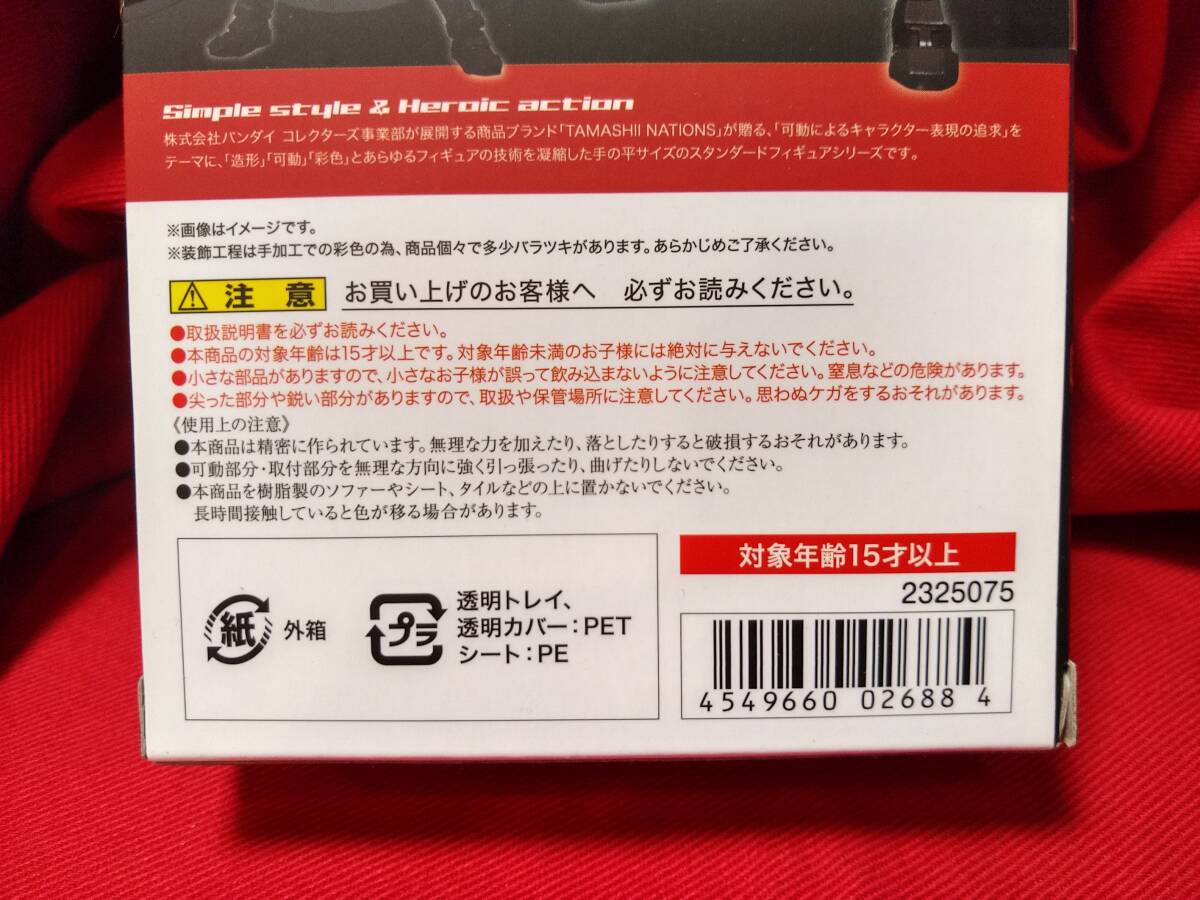 Simple style & Heroic action
株式会社バンダイ コレクターズ事業部が展開する商品ブランド「TAMASHII NATIONS」が贈る、「可動によるキャラクター表現の追求」を
テーマに、「造形」「可動」「彩色」とあらゆるフィギュアの技術を凝縮した手の平サイズのスタンダードフィギュアシリーズです。
※画像はイメージです。
※装飾工程は手加工での彩色の為、商品個々で多少バラツキがあります。あらかじめご了承ください。
注意 お買い上げのお客様へ 必ずお読みください。
●取扱説明書を必ずお読みください。
●本商品の対象年齢は15才以上です。対象年齢未満のお子様には絶対に与えないでください。
●小さな部品がありますので、小さなお子様が誤って飲み込まないように注意してください。窒息などの危険があります。
●尖った部分や鋭い部分がありますので、取扱や保管場所に注意してください。思わぬケガをするおそれがあります。
《使用上の注意》
●本商品は精密に作られています。無理な力を加えたり、落としたりすると破損するおそれがあります。
●可動部分・取付部分を無理な方向に強く引っ張ったり、曲げたりしないでください。
●本商品を樹脂製のソファーやシート、タイルなどの上に置かないでください。
長時間接触していると色が移る場合があります。
紙 外箱
プラ
透明トレイ、
透明カバー:PET
シート:PE
対象年齢15才以上
2325075
4549660 02688 4